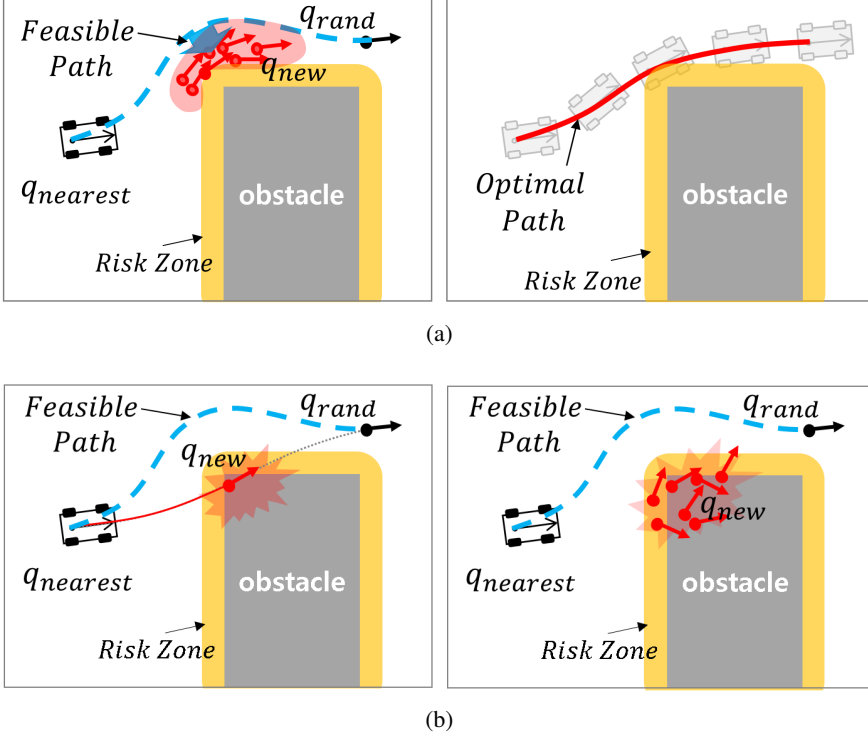 Feasible
Path
q_rand
q_new
q_nearest
obstacle
Risk Zone
Optimal
Path
obstacle
Risk Zone
(a)
Feasible
Path
q_rand
q_new
q_nearest
obstacle
Risk Zone
Feasible
Path
q_rand
q_new
q_nearest
obstacle
Risk Zone
(b)